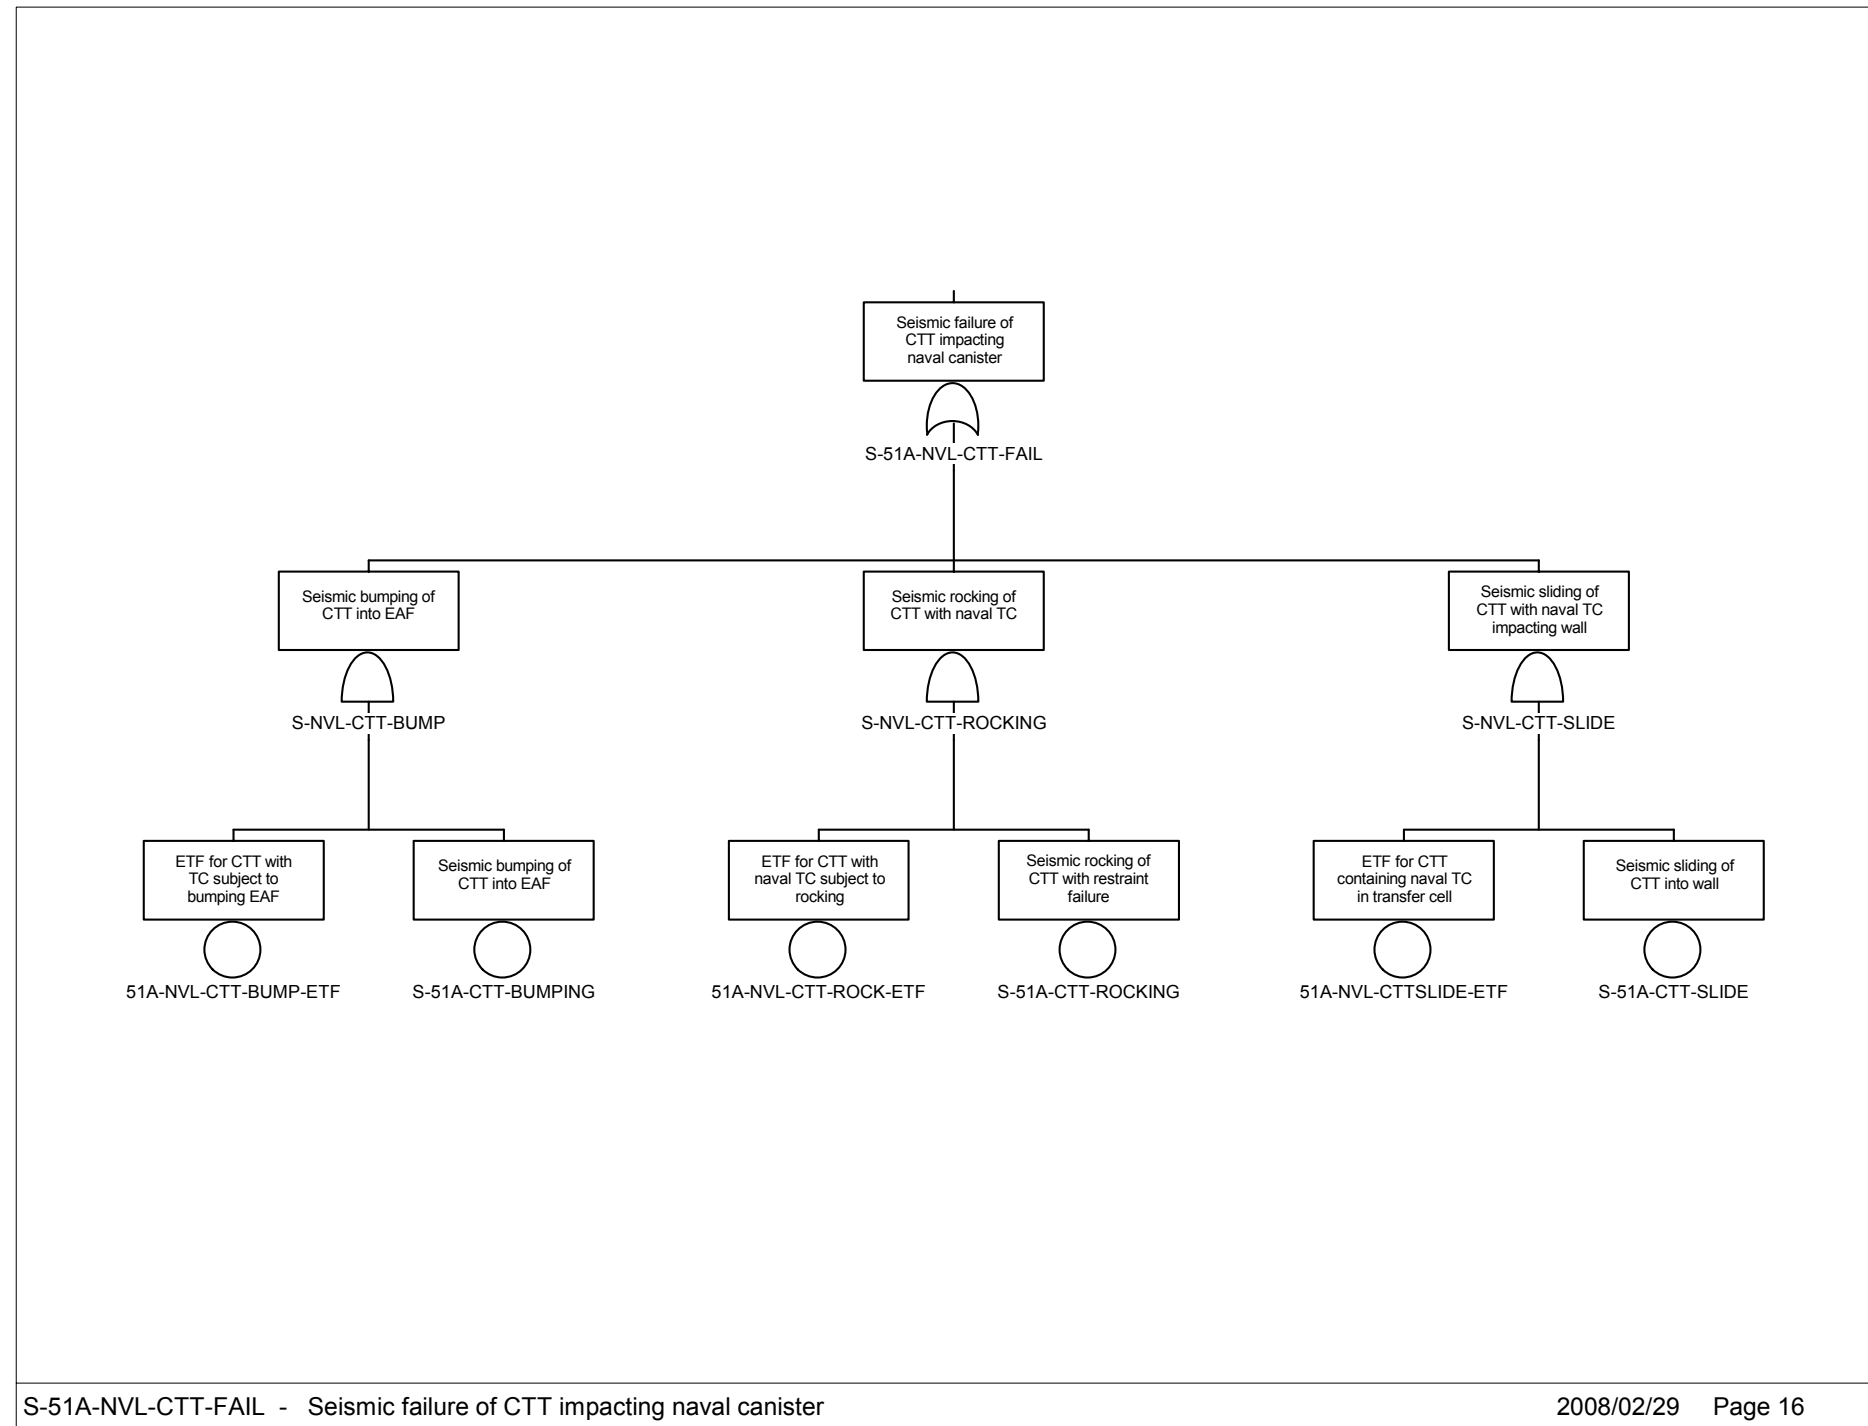 Seismic failure of
CTT impacting
naval canister
S-51A-NVL-CTT-FAIL
Seismic bumping of
CTT into EAF
S-NVL-CTT-BUMP
Seismic rocking of
CTT with naval TC
S-NVL-CTT-ROCKING
Seismic sliding of
CTT with naval TC
impacting wall
S-NVL-CTT-SLIDE
ETF for CTT with
TC subject to
bumping EAF
51A-NVL-CTT-BUMP-ETF
Seismic bumping of
CTT into EAF
S-51A-CTT-BUMPING
ETF for CTT with
naval TC subject to
rocking
51A-NVL-CTT-ROCK-ETF
Seismic rocking of
CTT with restraint
failure
S-51A-CTT-ROCKING
ETF for CTT
containing naval TC
in transfer cell
51A-NVL-CTTSLIDE-ETF
Seismic sliding of
CTT into wall
S-51A-CTT-SLIDE
S-51A-NVL-CTT-FAIL - Seismic failure of CTT impacting naval canister 2008/02/29 Page 16